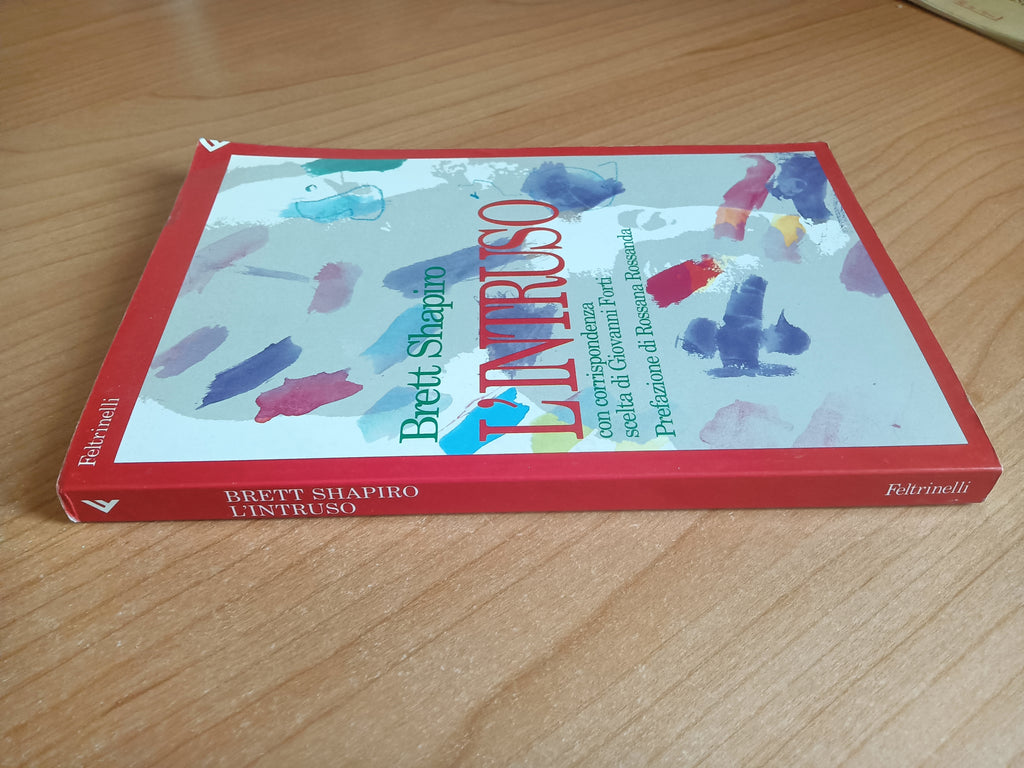 Feltrinelli
Brett Shapiro
L'INTRUSO
con corrispondenza
scelta di Giovanni Forti
Prefazione di Rossana Rossanda
BRETT SHAPIRO
L'INTRUSO
Feltrinelli